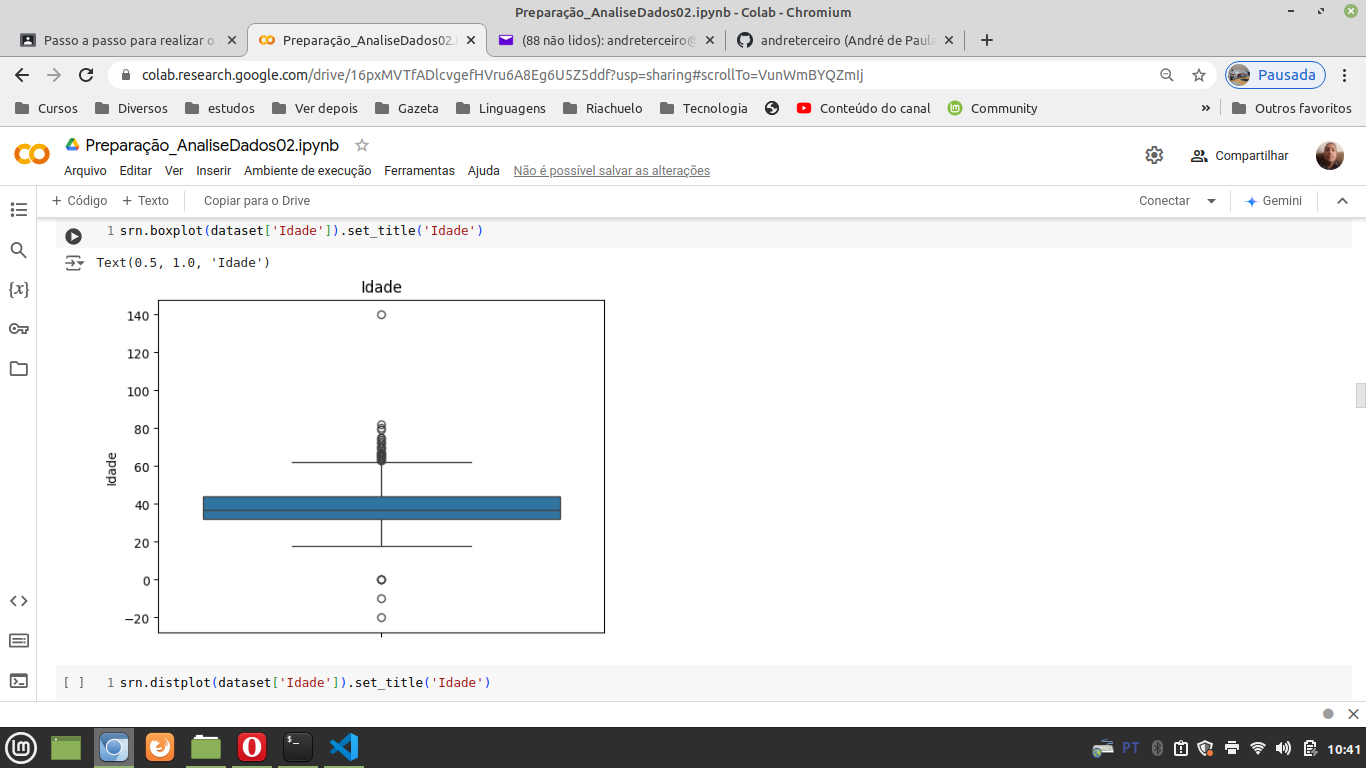 Preparação_AnaliseDados02.ipynb - Colab - Chromium
Passo a passo para realizar o
Preparação_AnaliseDados02.i
(88 não lidos): andreterceiro@
andreterceiro (André de Paula
colab.research.google.com/drive/16pxMVTfADlcvgefHVru6A8Eg6U5Z5ddf?usp=sharing#scrollTo=VunWmBYQZmIj
Pausada
Cursos
Diversos
estudos
Ver depois
Gazeta
Linguagens
Riachuelo
Tecnologia
Conteúdo do canal
Community
»
Outros favoritos
Preparação_AnaliseDados02.ipynb
Arquivo Editar Ver Inserir Ambiente de execução Ferramentas Ajuda Não é possível salvar as alterações
Compartilhar
+ Código + Texto Copiar para o Drive
Conectar
Gemini
1 srn.boxplot(dataset['Idade']).set_title('Idade')
Text(0.5, 1.0, 'Idade')
Idade
140
120
100
80
60
40
20
0
−20
Idade
{x}
[ ] 1 srn.distplot(dataset['Idade']).set_title('Idade')
PT
10:41